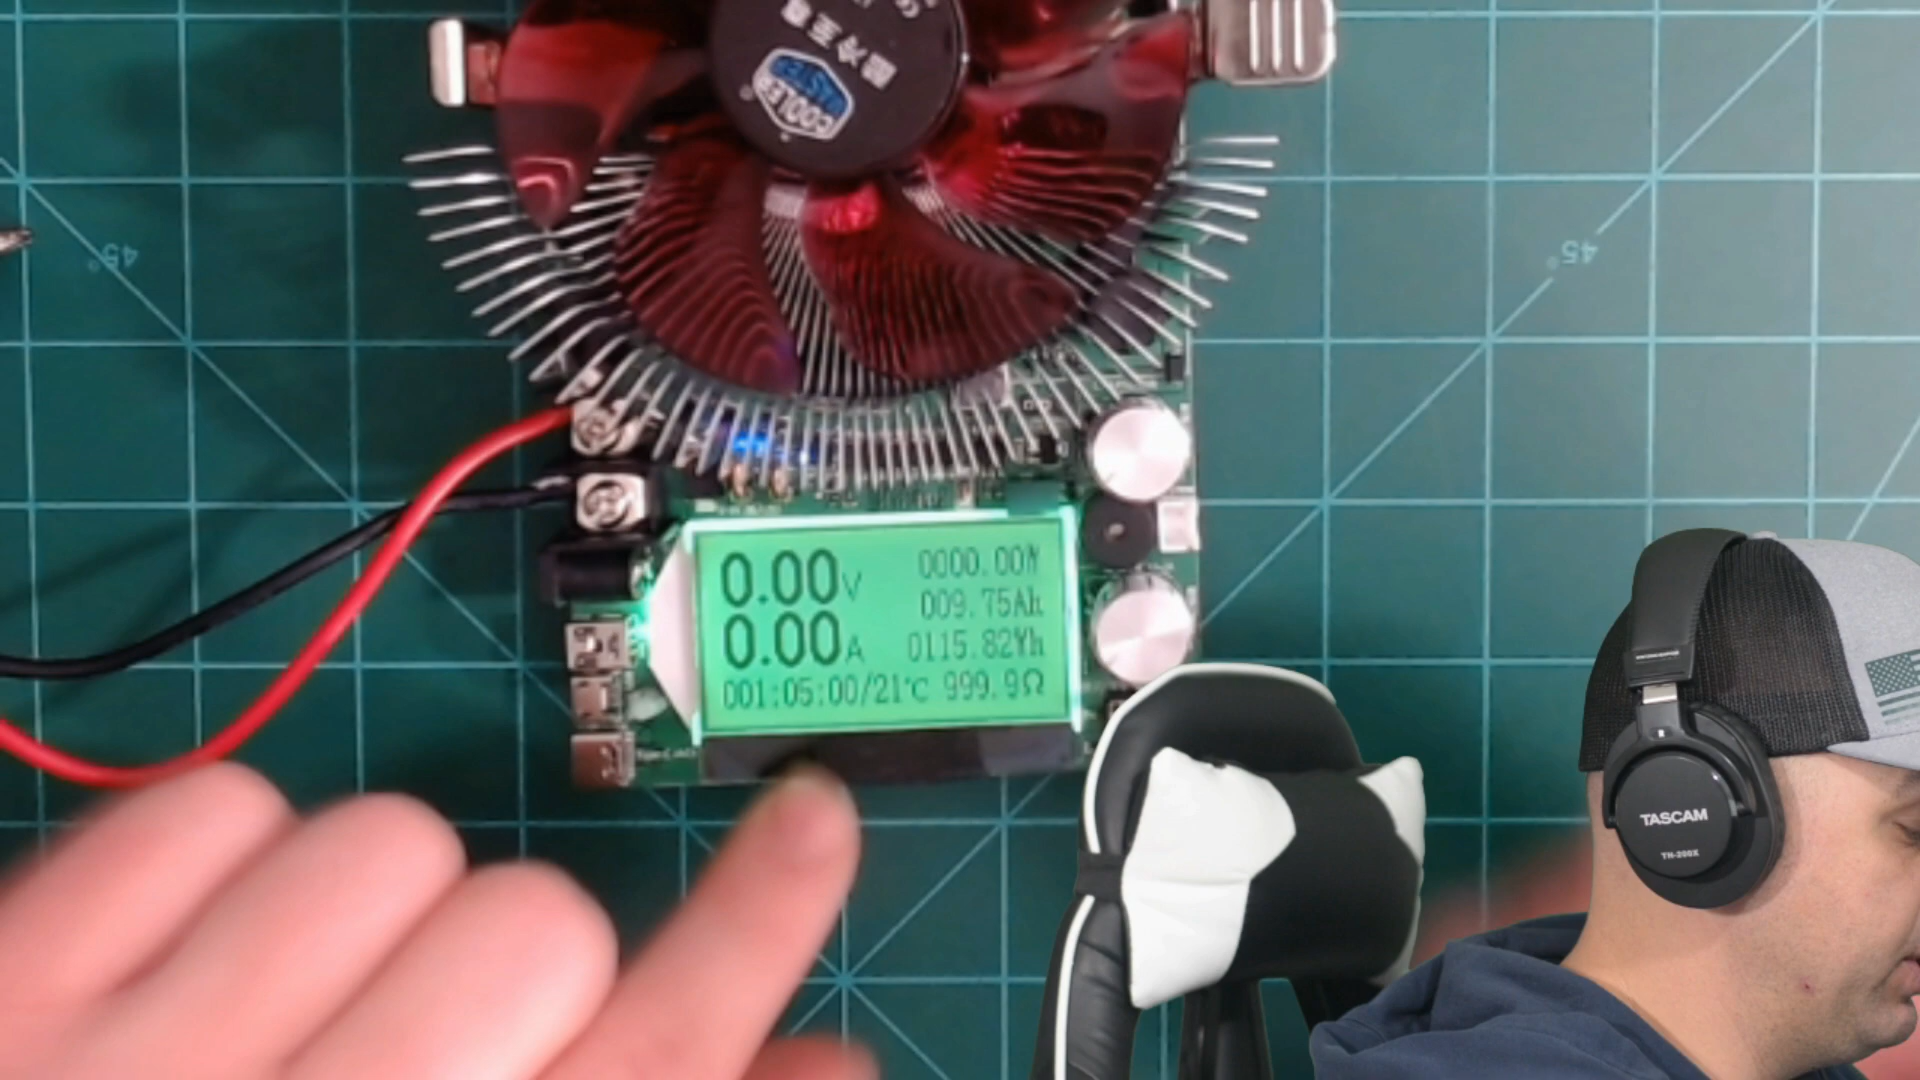 COOLER
MASTER
45°
45°
0.00V
0000.00W
009.75Ah
0.00A
0115.82Wh
001:05:00/21℃ 999.9Ω
TASCAM
TH-200X